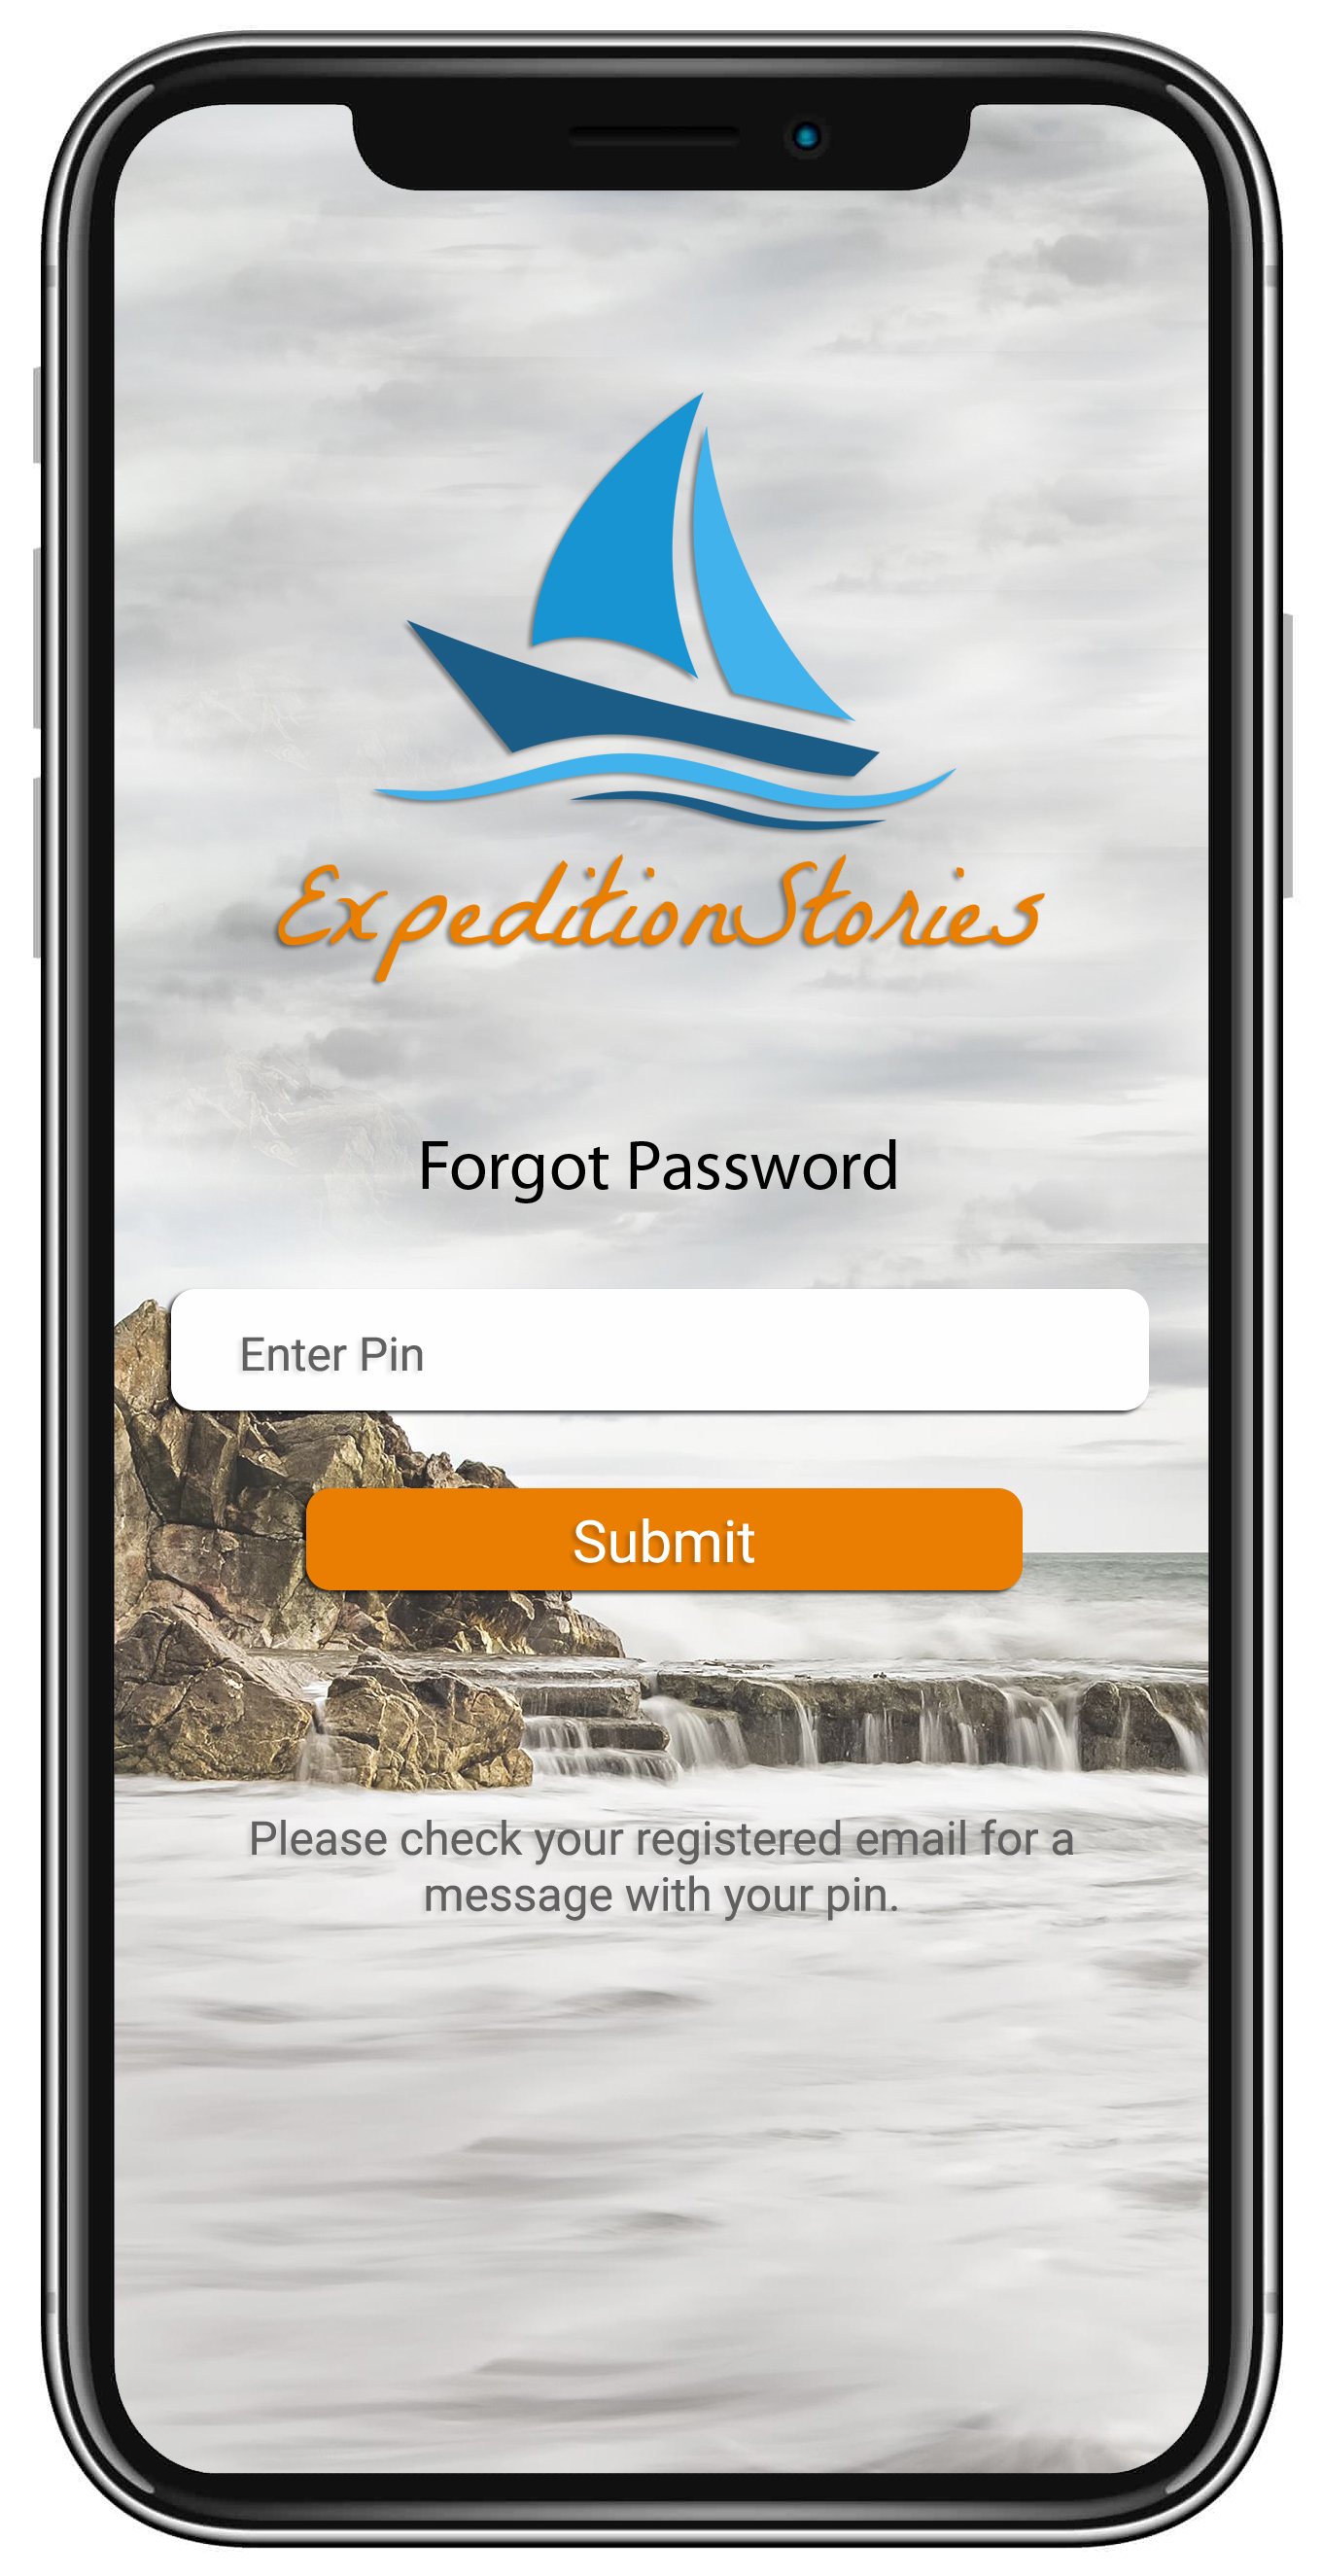 ExpeditionStories
Forgot Password
Enter Pin
Submit
Please check your registered email for a
message with your pin.